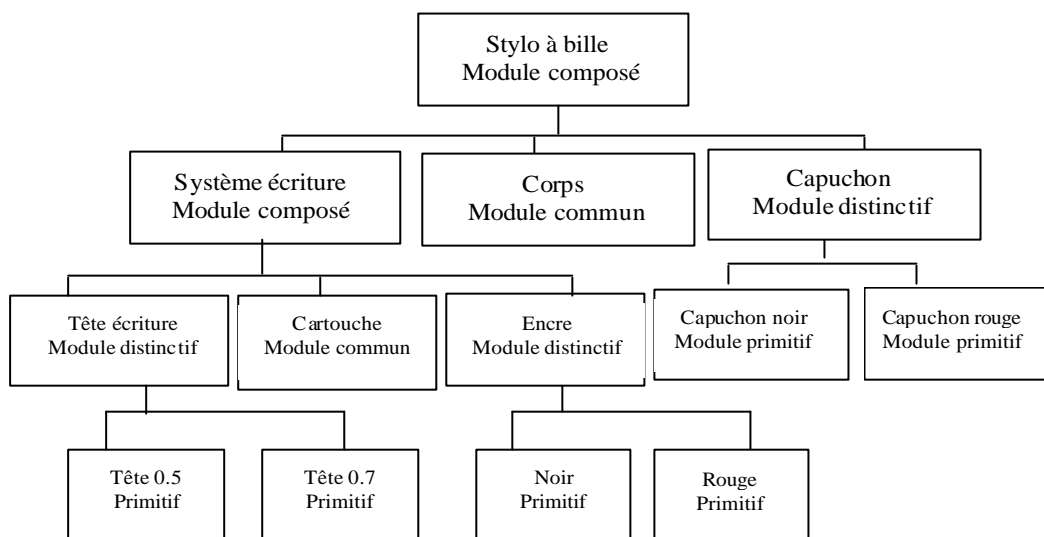 Stylo à bille
Module composé
Système écriture
Module composé
Corps
Module commun
Capuchon
Module distinctif
Tête écriture
Module distinctif
Cartouche
Module commun
Encre
Module distinctif
Capuchon noir
Module primitif
Capuchon rouge
Module primitif
Tête 0.5
Primitif
Tête 0.7
Primitif
Noir
Primitif
Rouge
Primitif